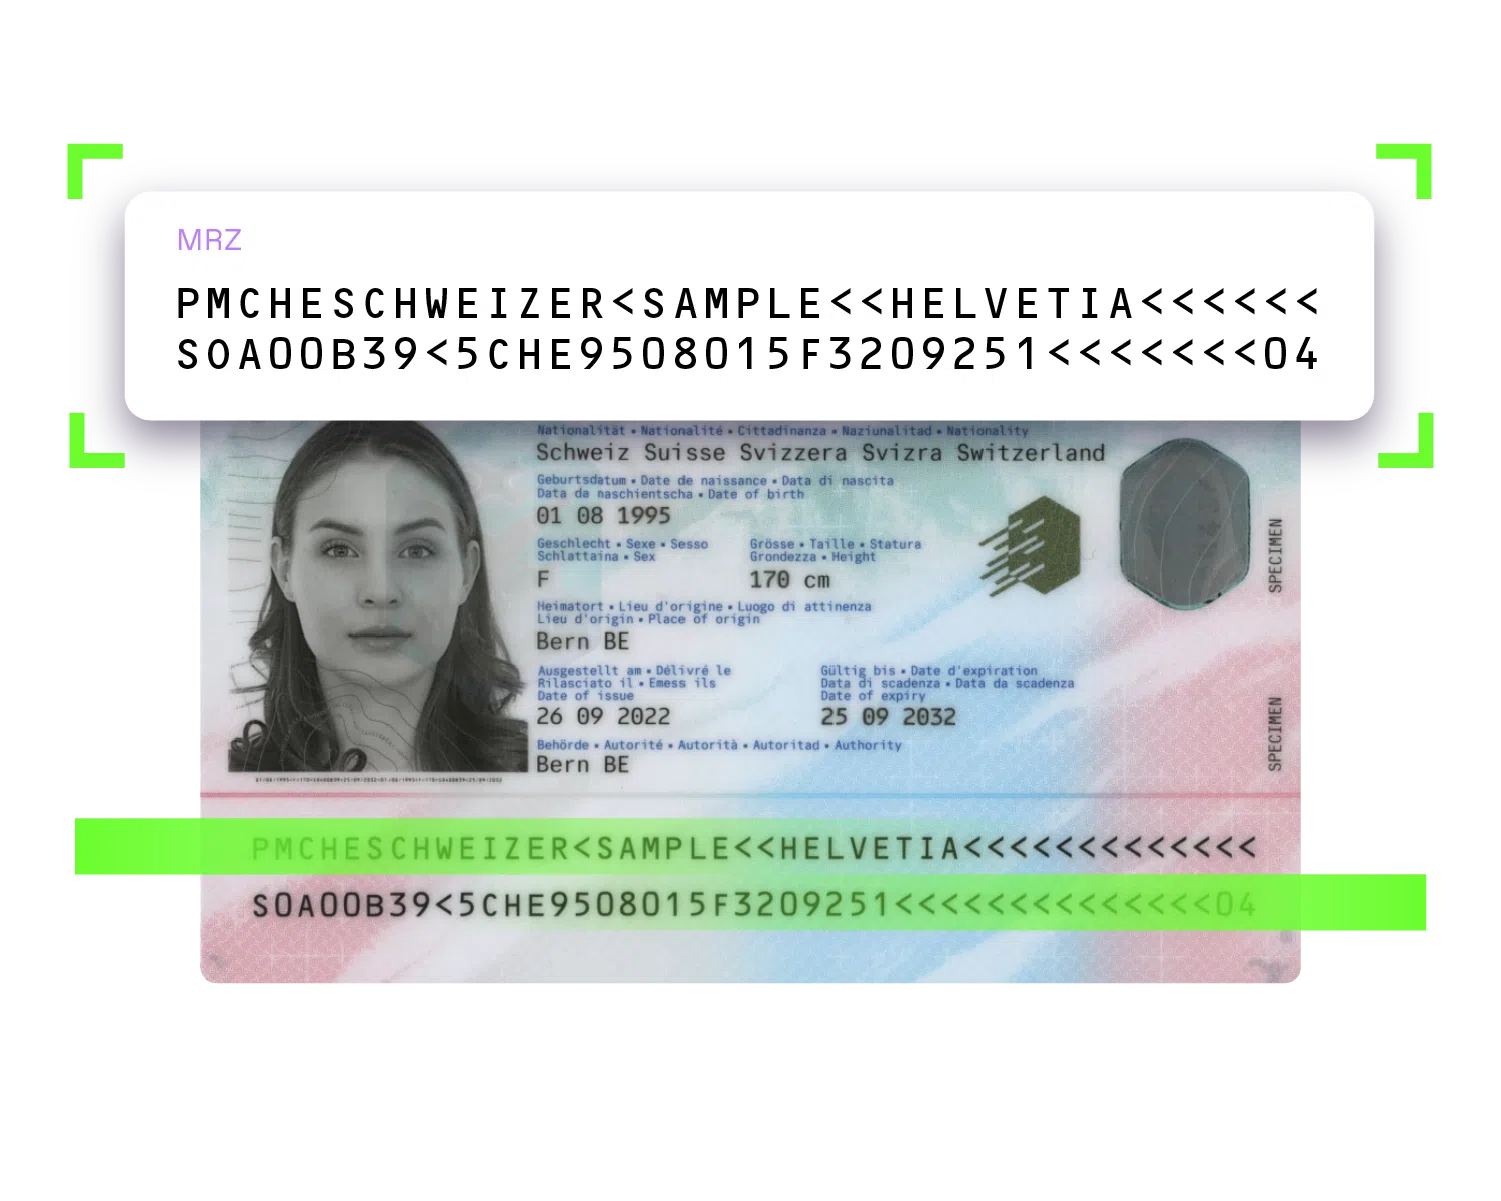 MRZ
PMCHESCHWEIZER<SAMPLE<<HELVETIA<<<<<<
S0A00B39<5CHE9508015F3209251<<<<<<<04
Nationalität • Nationalité • Cittadinanza • Naziunalitad • Nationality
Schweiz Suisse Svizzera Svizra Switzerland
Geburtsdatum • Date de naissance • Data di nascita
Data da naschientscha • Date of birth
01 08 1995
Geschlecht • Sexe • Sesso
Schlattaina • Sex
F
Grösse • Taille • Statura
Grondezza • Height
170 cm
Heimatort • Lieu d'origine • Luogo di attinenza
Lieu d'origin • Place of origin
Bern BE
Ausgestellt am • Délivré le
Rilasciato il • Emess ils
Date of issue
26 09 2022
Gültig bis • Date d'expiration
Data di scadenza • Data da scadenza
Date of expiry
25 09 2032
Behörde • Autorité • Autorità • Autoritad • Authority
Bern BE
SPECIMEN
SPECIMEN
PMCHESCHWEIZER<SAMPLE<<HELVETIA<<<<<<<<<<<<<
S0A00B39<5CHE9508015F3209251<<<<<<<<<<<<<<04